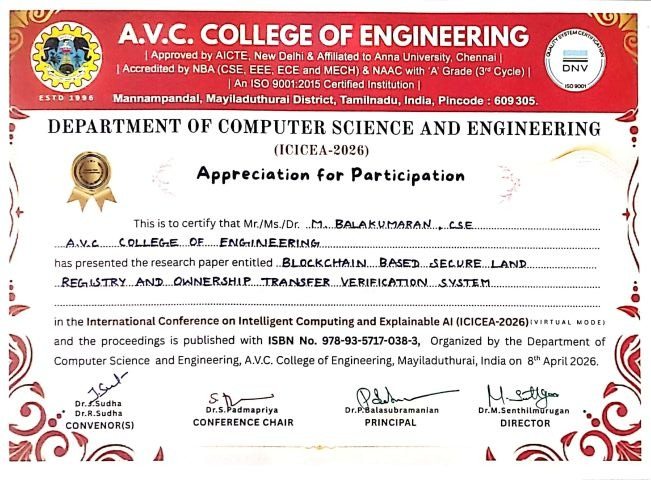 A.V.C. COLLEGE OF ENGINEERING
| Approved by AICTE, New Delhi & Affiliated to Anna University, Chennai |
| Accredited by NBA (CSE, EEE, ECE and MECH) & NAAC with 'A' Grade (3rd Cycle) |
| An ISO 9001:2015 Certified Institution |
Mannampandal, Mayiladuthurai District, Tamilnadu, India, Pincode : 609 305.
ESTD 1996
QUALITY SYSTEM CERTIFICATION
DNV
ISO 9001
DEPARTMENT OF COMPUTER SCIENCE AND ENGINEERING
(ICICEA-2026)
Appreciation for Participation
This is to certify that Mr./Ms./Dr. M. BALAKUMARAN, CSE
A.V.C COLLEGE OF ENGINEERING
has presented the research paper entitled BLOCKCHAIN BASED SECURE LAND
REGISTRY AND OWNERSHIP TRANSFER VERIFICATION SYSTEM
in the International Conference on Intelligent Computing and Explainable AI (ICICEA-2026) (VIRTUAL MODE)
and the proceedings is published with ISBN No. 978-93-5717-038-3, Organized by the Department of
Computer Science and Engineering, A.V.C. College of Engineering, Mayiladuthurai, India on 8th April 2026.
Dr.J.Sudha
Dr.R.Sudha
CONVENOR(S)
Dr.S.Padmapriya
CONFERENCE CHAIR
Dr.P.Balasubramanian
PRINCIPAL
Dr.M.Senthilmurugan
DIRECTOR